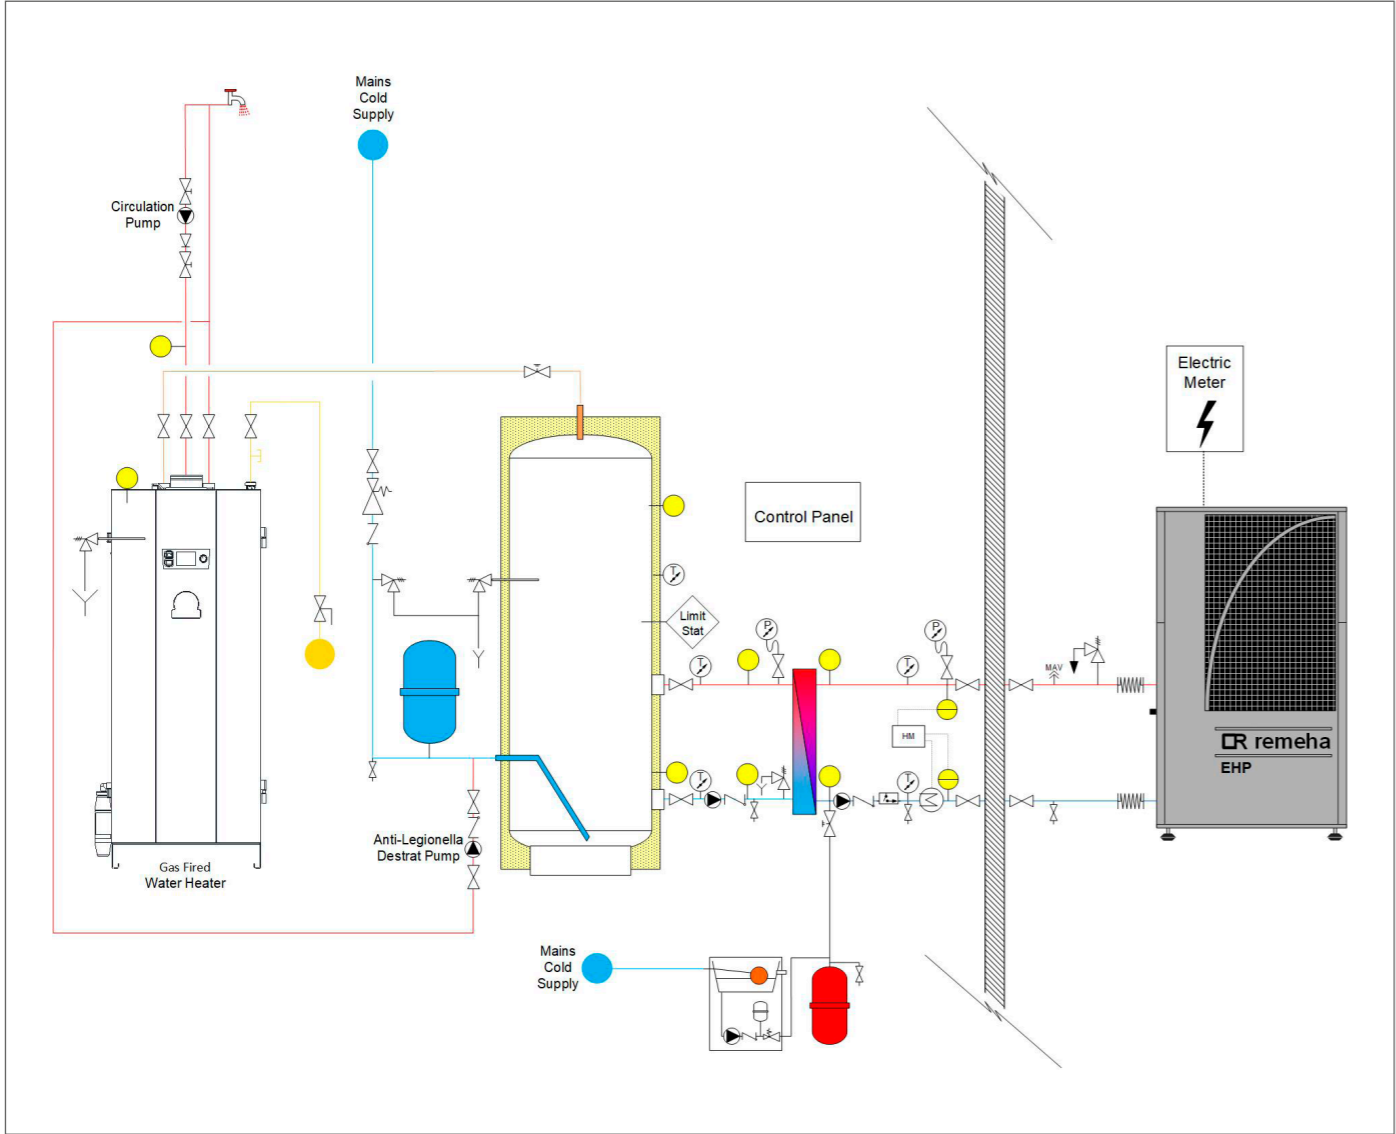 Mains
Cold
Supply
Circulation
Pump
Electric
Meter
Control Panel
T
Limit
Stat
P
P
T
T
MAV
HM
remeha
EHP
T
T
Anti-Legionella
Destrat Pump
Gas Fired
Water Heater
Mains
Cold
Supply